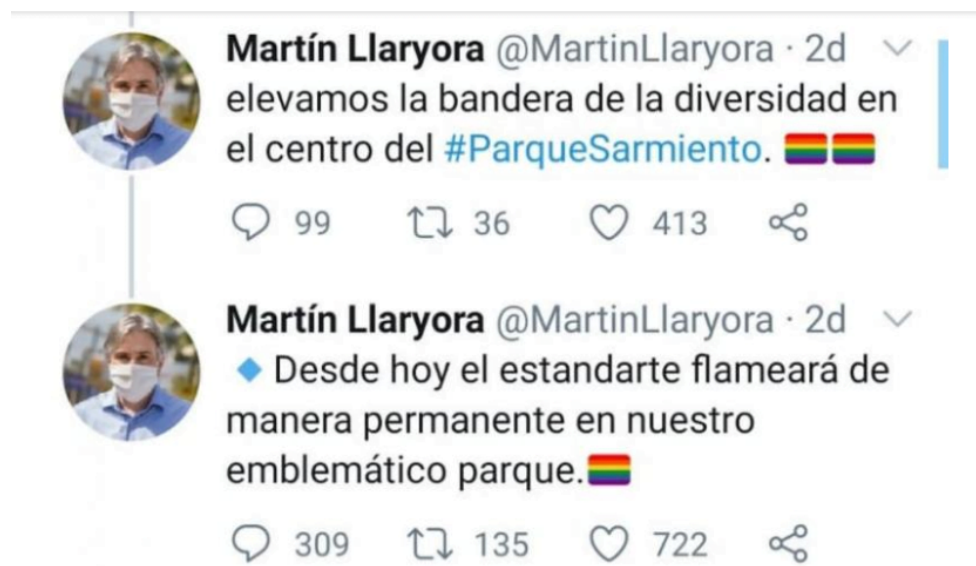 Martín Llaryora @MartinLlaryora · 2d
elevamos la bandera de la diversidad en
el centro del #ParqueSarmiento. 🏳️‍🌈🏳️‍🌈
99 36 413
Martín Llaryora @MartinLlaryora · 2d
🔹Desde hoy el estandarte flameará de
manera permanente en nuestro
emblemático parque.🏳️‍🌈
309 135 722